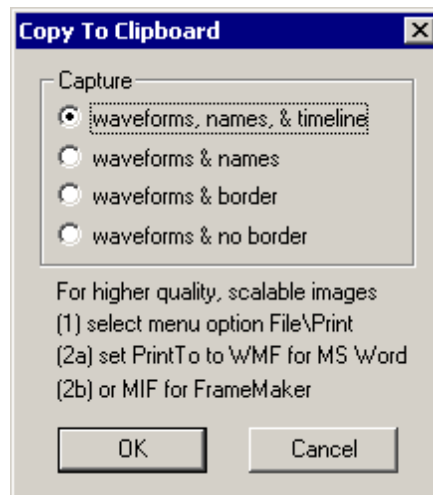 Copy To Clipboard
Capture
waveforms, names, & timeline
waveforms & names
waveforms & border
waveforms & no border
For higher quality, scalable images
(1) select menu option File\Print
(2a) set PrintTo to WMF for MS Word
(2b) or MIF for FrameMaker
OK
Cancel